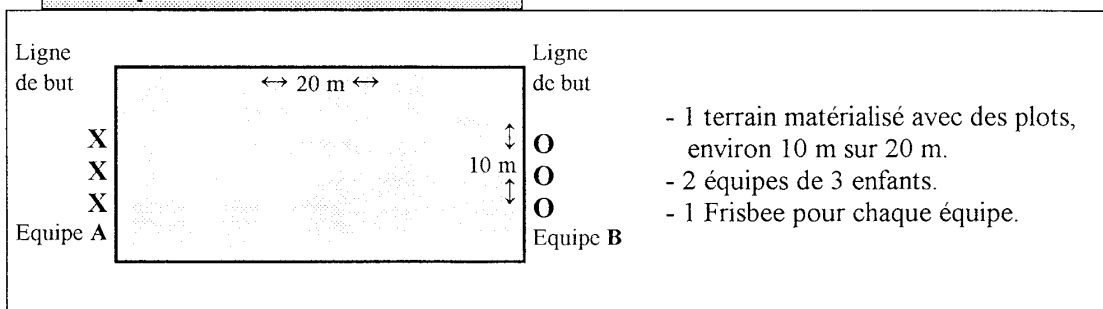 Ligne
de but
Ligne
de but
↔ 20 m ↔
X
X
X
10 m
O
O
O
Equipe A
Equipe B
- 1 terrain matérialisé avec des plots,
environ 10 m sur 20 m.
- 2 équipes de 3 enfants.
- 1 Frisbee pour chaque équipe.